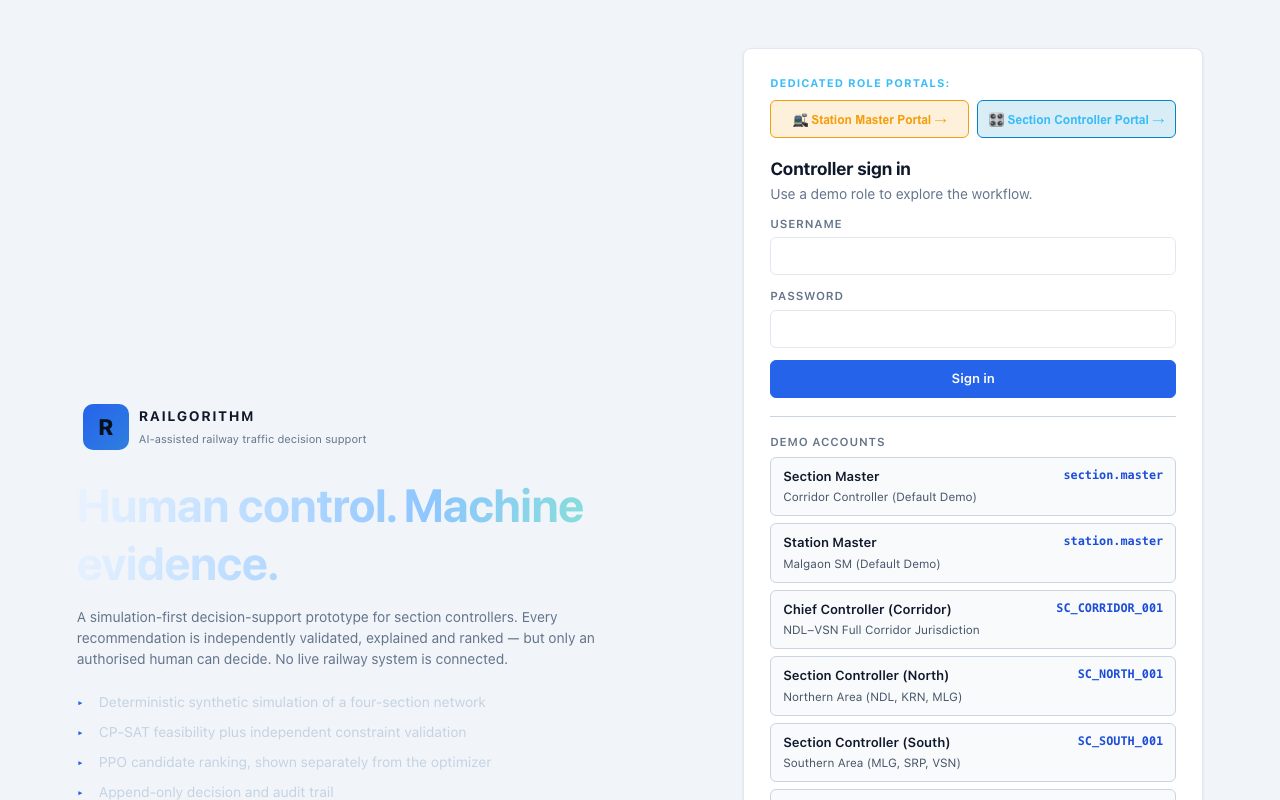 R
RAILGORITHM
AI-assisted railway traffic decision support
Human control. Machine
evidence.
A simulation-first decision-support prototype for section controllers. Every
recommendation is independently validated, explained and ranked — but only an
authorised human can decide. No live railway system is connected.
‣ Deterministic synthetic simulation of a four-section network
‣ CP-SAT feasibility plus independent constraint validation
‣ PPO candidate ranking, shown separately from the optimizer
‣ Append-only decision and audit trail
DEDICATED ROLE PORTALS:
Station Master Portal →
Section Controller Portal →
Controller sign in
Use a demo role to explore the workflow.
USERNAME
PASSWORD
Sign in
DEMO ACCOUNTS
Section Master section.master
Corridor Controller (Default Demo)
Station Master station.master
Malgaon SM (Default Demo)
Chief Controller (Corridor) SC_CORRIDOR_001
NDL–VSN Full Corridor Jurisdiction
Section Controller (North) SC_NORTH_001
Northern Area (NDL, KRN, MLG)
Section Controller (South) SC_SOUTH_001
Southern Area (MLG, SRP, VSN)